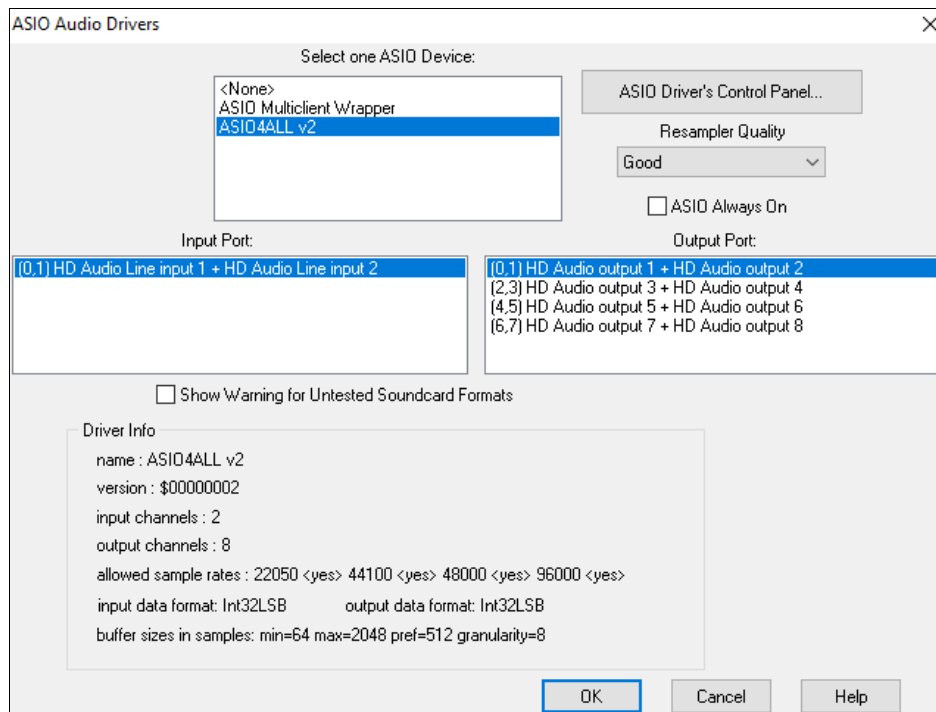 ASIO Audio Drivers
Select one ASIO Device:
<None>
ASIO Multiclient Wrapper
ASIO4ALL v2
ASIO Driver's Control Panel...
Resampler Quality
Good
ASIO Always On
Input Port:
(0,1) HD Audio Line input 1 + HD Audio Line input 2
Output Port:
(0,1) HD Audio output 1 + HD Audio output 2
(2,3) HD Audio output 3 + HD Audio output 4
(4,5) HD Audio output 5 + HD Audio output 6
(6,7) HD Audio output 7 + HD Audio output 8
Show Warning for Untested Soundcard Formats
Driver Info
name : ASIO4ALL v2
version : $00000002
input channels : 2
output channels : 8
allowed sample rates : 22050 <yes> 44100 <yes> 48000 <yes> 96000 <yes>
input data format: Int32LSB output data format: Int32LSB
buffer sizes in samples: min=64 max=2048 pref=512 granularity=8
OK
Cancel
Help